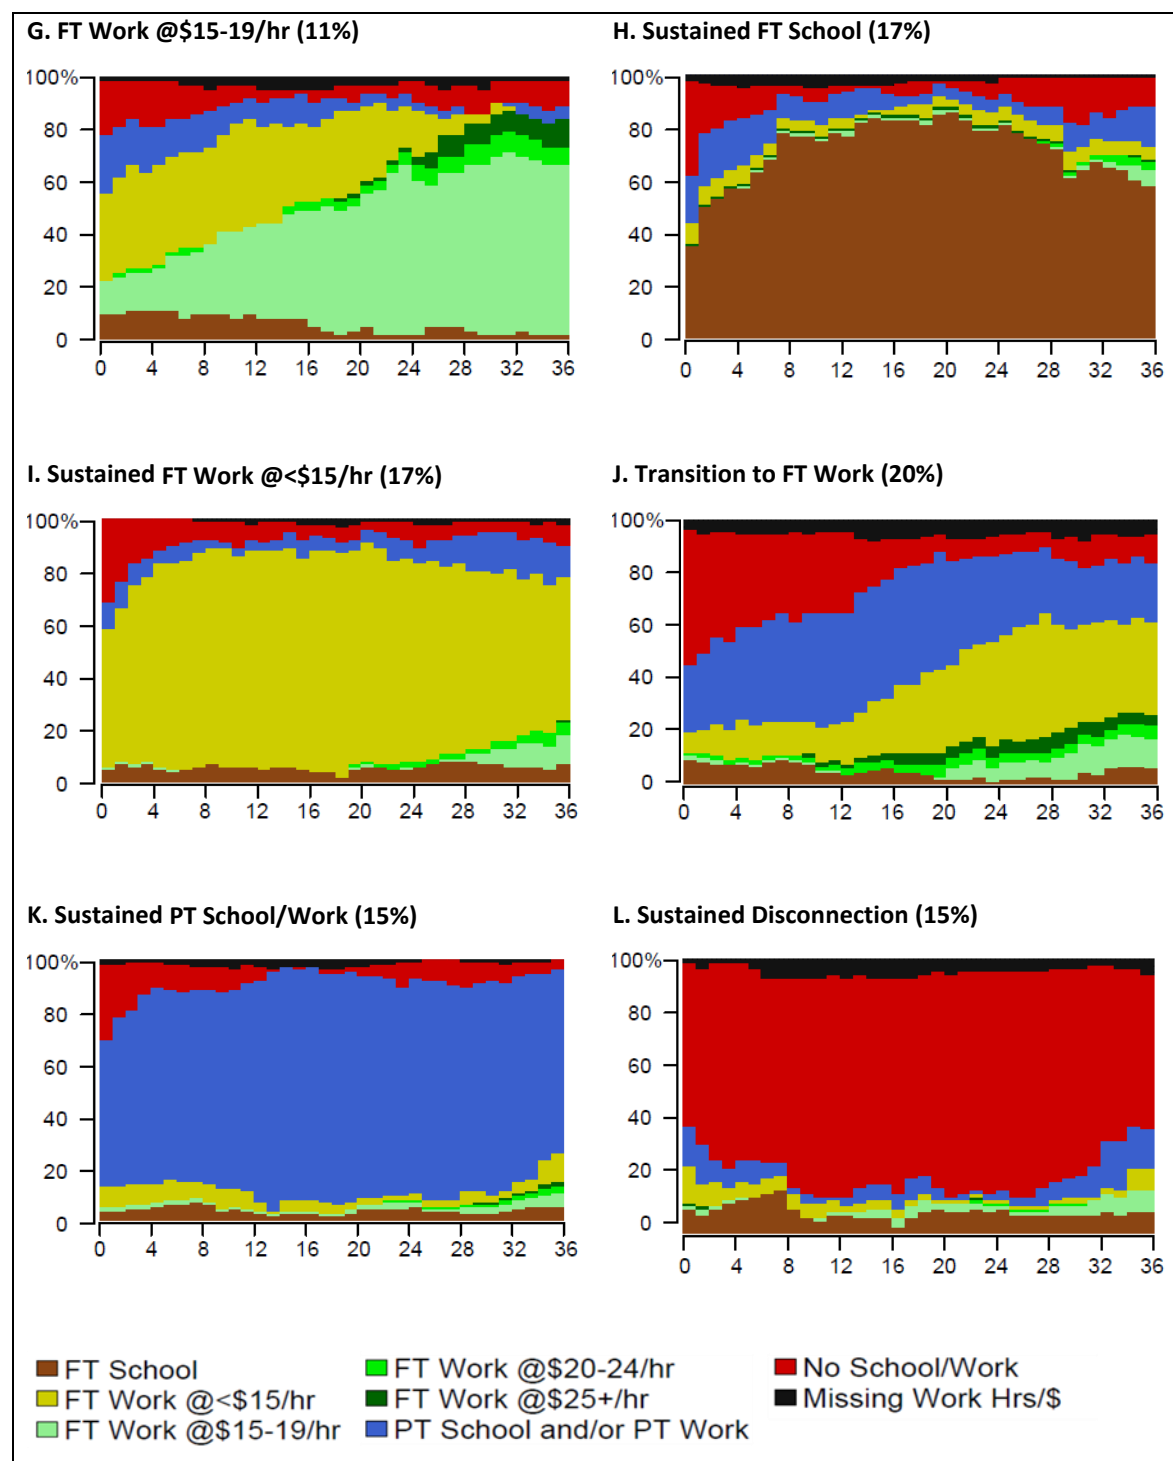 G. FT Work @$15-19/hr (11%)
100%
80
60
40
20
0
0 4 8 12 16 20 24 28 32 36
H. Sustained FT School (17%)
100%
80
60
40
20
0
0 4 8 12 16 20 24 28 32 36
I. Sustained FT Work @<$15/hr (17%)
100%
80
60
40
20
0
0 4 8 12 16 20 24 28 32 36
J. Transition to FT Work (20%)
100%
80
60
40
20
0
0 4 8 12 16 20 24 28 32 36
K. Sustained PT School/Work (15%)
100%
80
60
40
20
0
0 4 8 12 16 20 24 28 32 36
L. Sustained Disconnection (15%)
100%
80
60
40
20
0
0 4 8 12 16 20 24 28 32 36
FT School
FT Work @<$15/hr
FT Work @$15-19/hr
FT Work @$20-24/hr
FT Work @$25+/hr
PT School and/or PT Work
No School/Work
Missing Work Hrs/$